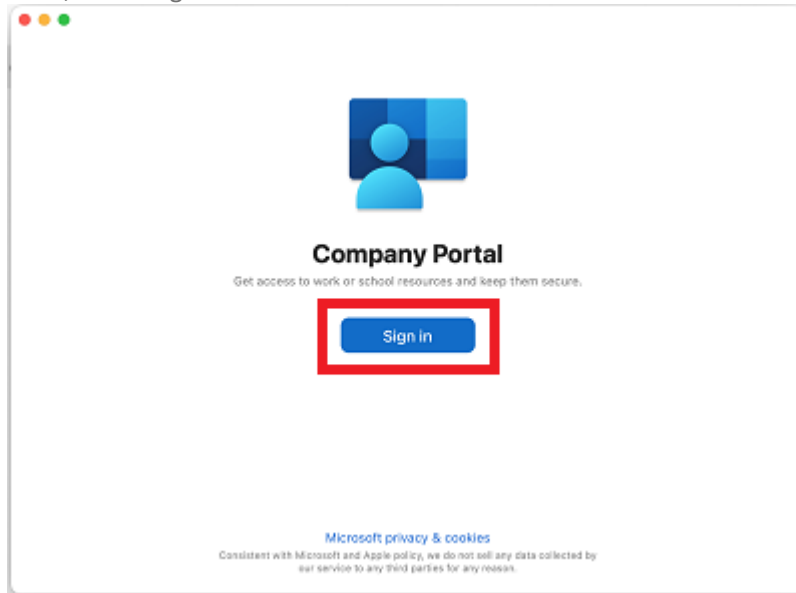 Company Portal
Get access to work or school resources and keep them secure.
Sign in
Microsoft privacy & cookies
Consistent with Microsoft and Apple policy, we do not sell any data collected by
our service to any third parties for any reason.